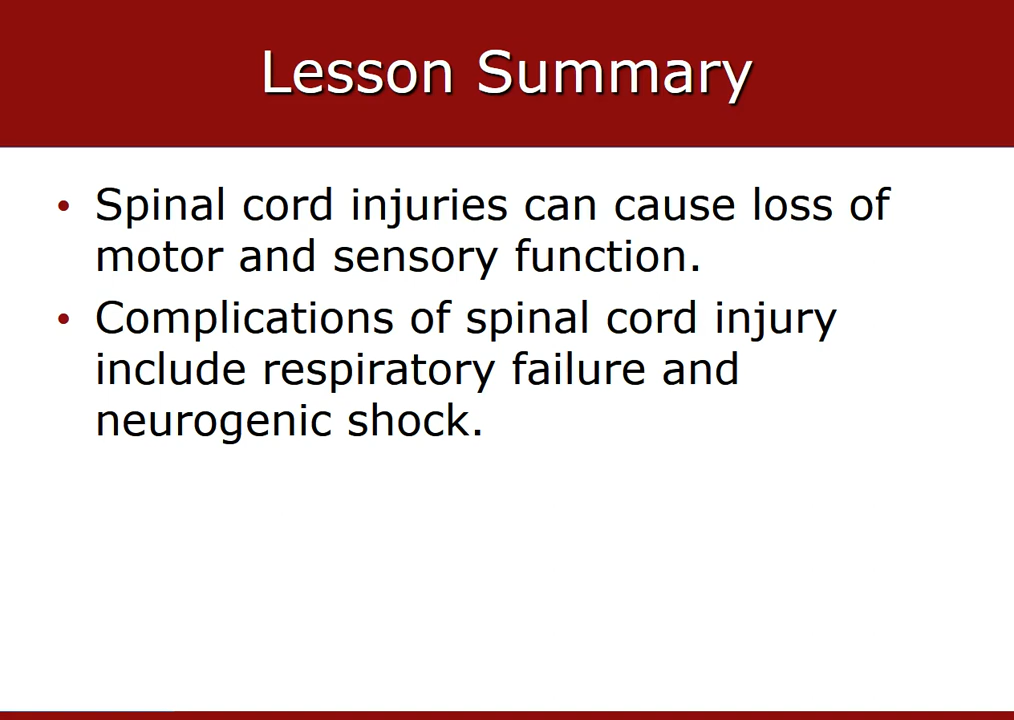 Lesson Summary
• Spinal cord injuries can cause loss of
motor and sensory function.
• Complications of spinal cord injury
include respiratory failure and
neurogenic shock.